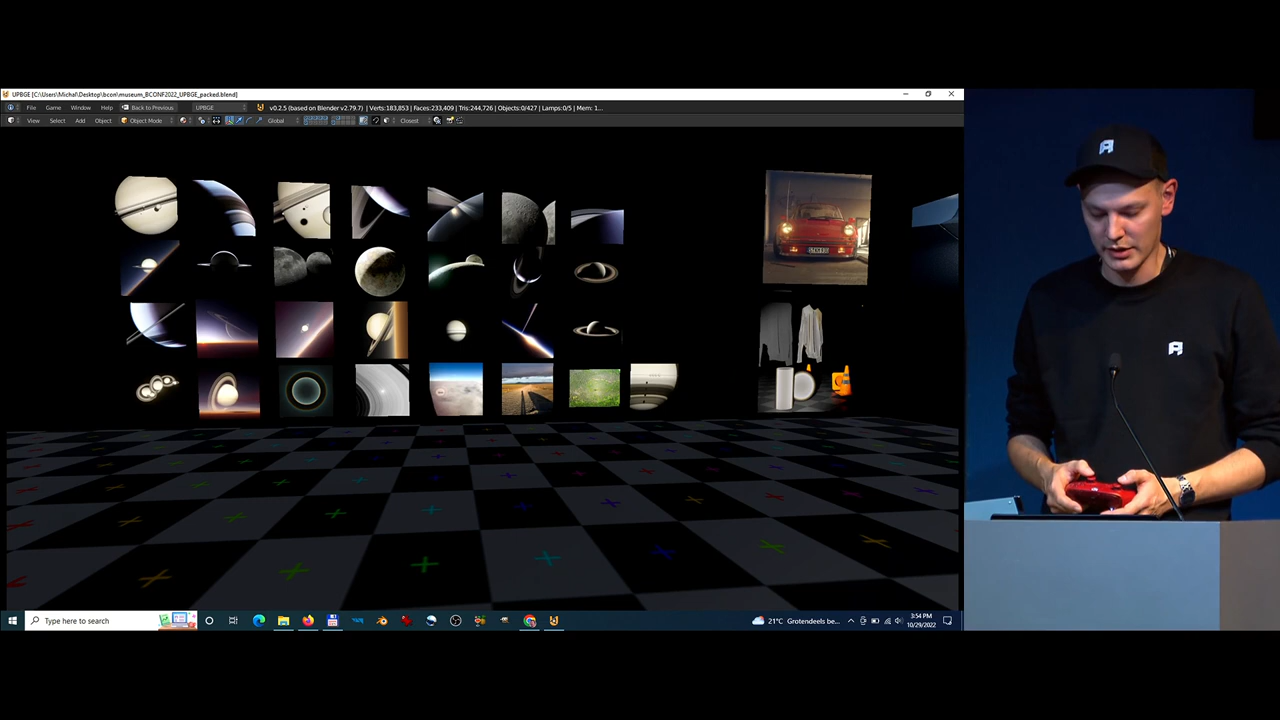 UPBGE [C:\Users\Michal\Desktop\bcon\museum_BCONF2022_UPBGE_packed.blend]
File Game Window Help Back to Previous UPBGE v0.2.5 (based on Blender v2.79.7) | Verts:183,853 | Faces:233,409 | Tris:244,726 | Objects:0/427 | Lamps:0/5 | Mem: 1...
View Select Add Object Object Mode Global Closest
Type here to search
21°C Grotendeels be...
3:54 PM
10/29/2022